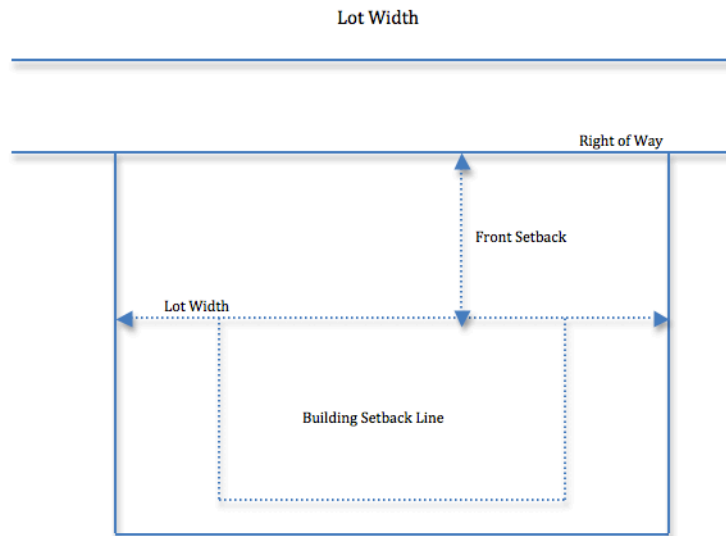 Lot Width
Right of Way
Front Setback
Lot Width
Building Setback Line